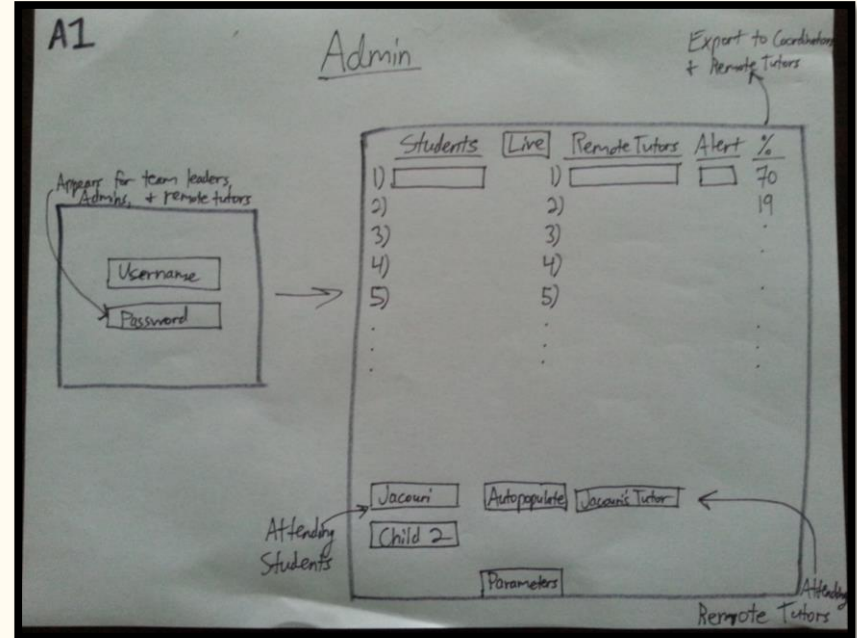 A1
Admin
Export to Coordinators
+ Remote Tutors
Appears for team leaders,
Admins, + remote tutors
Username
Password
Students Live Remote Tutors Alert %
1) 1) 70
2) 2) 19
3) 3)
4) 4)
5) 5)
Jacouri Autopopulate Jacouri's Tutor
Child 2
Attending
Students
Parameters
Attending
Remote Tutors